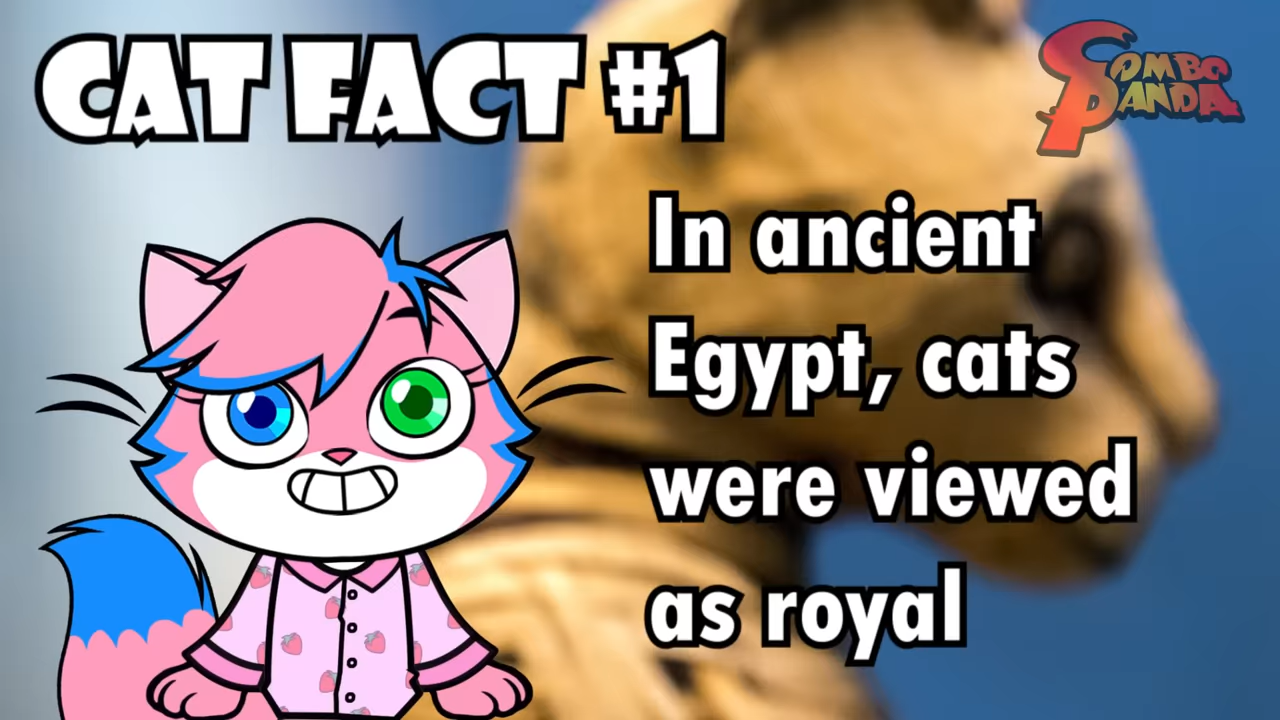 CAT FACT #1
COMBO
PANDA
In ancient
Egypt, cats
were viewed
as royal